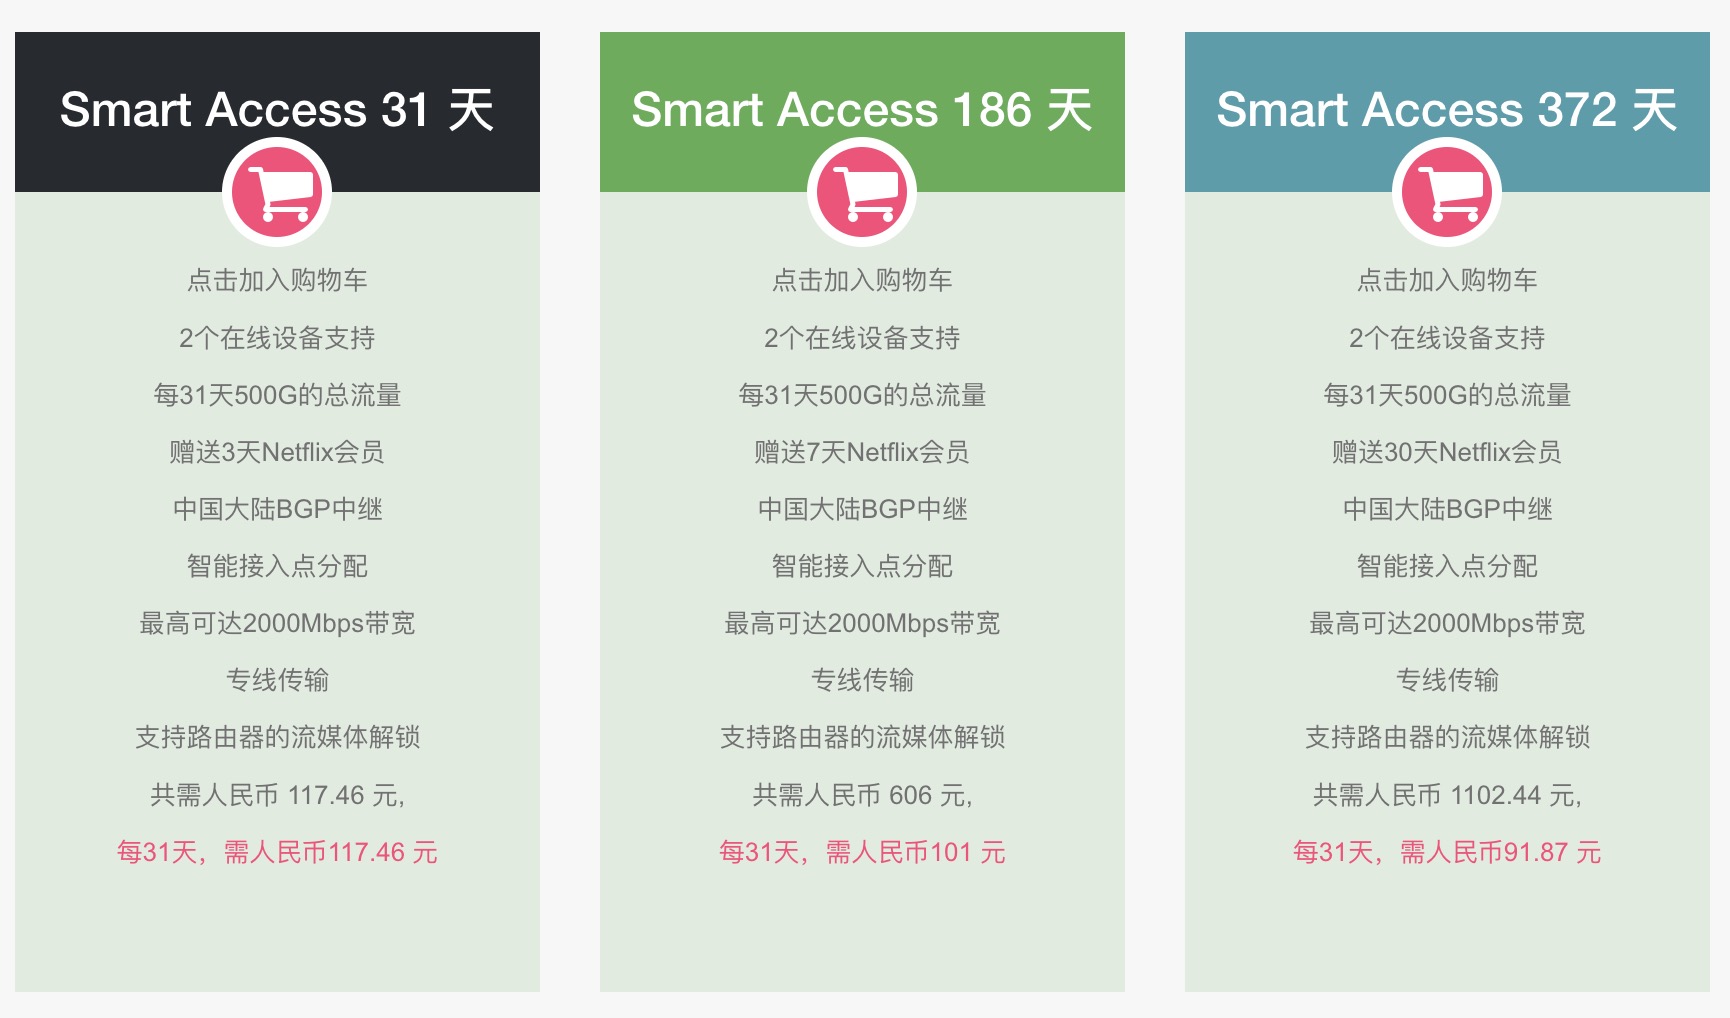 Smart Access 31 天
点击加入购物车
2个在线设备支持
每31天500G的总流量
赠送3天Netflix会员
中国大陆BGP中继
智能接入点分配
最高可达2000Mbps带宽
专线传输
支持路由器的流媒体解锁
共需人民币 117.46 元,
每31天，需人民币117.46 元
Smart Access 186 天
点击加入购物车
2个在线设备支持
每31天500G的总流量
赠送7天Netflix会员
中国大陆BGP中继
智能接入点分配
最高可达2000Mbps带宽
专线传输
支持路由器的流媒体解锁
共需人民币 606 元,
每31天，需人民币101 元
Smart Access 372 天
点击加入购物车
2个在线设备支持
每31天500G的总流量
赠送30天Netflix会员
中国大陆BGP中继
智能接入点分配
最高可达2000Mbps带宽
专线传输
支持路由器的流媒体解锁
共需人民币 1102.44 元,
每31天，需人民币91.87 元